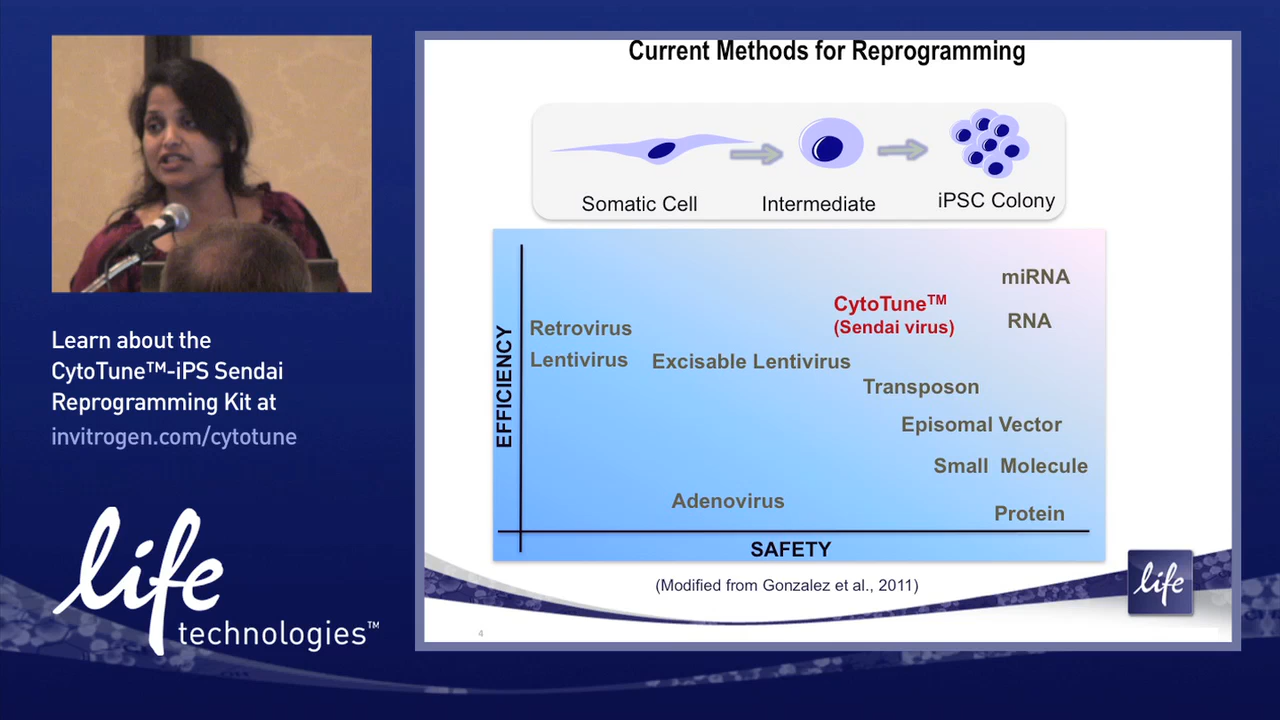 Current Methods for Reprogramming
Somatic Cell
Intermediate
iPSC Colony
EFFICIENCY
miRNA
CytoTune™
(Sendai virus)
RNA
Retrovirus
Lentivirus
Excisable Lentivirus
Transposon
Episomal Vector
Small Molecule
Adenovirus
Protein
SAFETY
(Modified from Gonzalez et al., 2011)
life
4
Learn about the
CytoTune™-iPS Sendai
Reprogramming Kit at
invitrogen.com/cytotune
life
technologies™